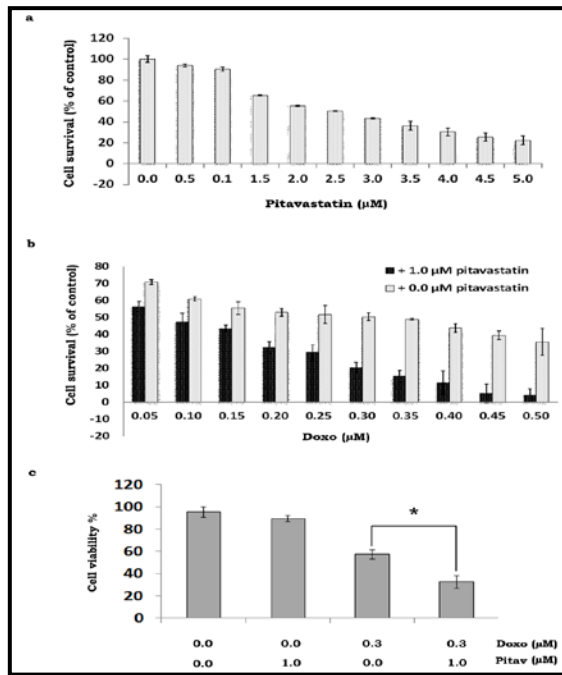 a
Cell survival (% of control)
120
100
80
60
40
20
0
-20
0.0 0.5 0.1 1.5 2.0 2.5 3.0 3.5 4.0 4.5 5.0
Pitavastatin (µM)
b
Cell survival (% of control)
80
70
60
50
40
30
20
10
0
-10
-20
+ 1.0 µM pitavastatin
+ 0.0 µM pitavastatin
0.05 0.10 0.15 0.20 0.25 0.30 0.35 0.40 0.45 0.50
Doxo (µM)
c
Cell viability %
120
100
80
60
40
20
0
*
0.0 0.0 0.3 0.3 Doxo (µM)
0.0 1.0 0.0 1.0 Pitav (µM)